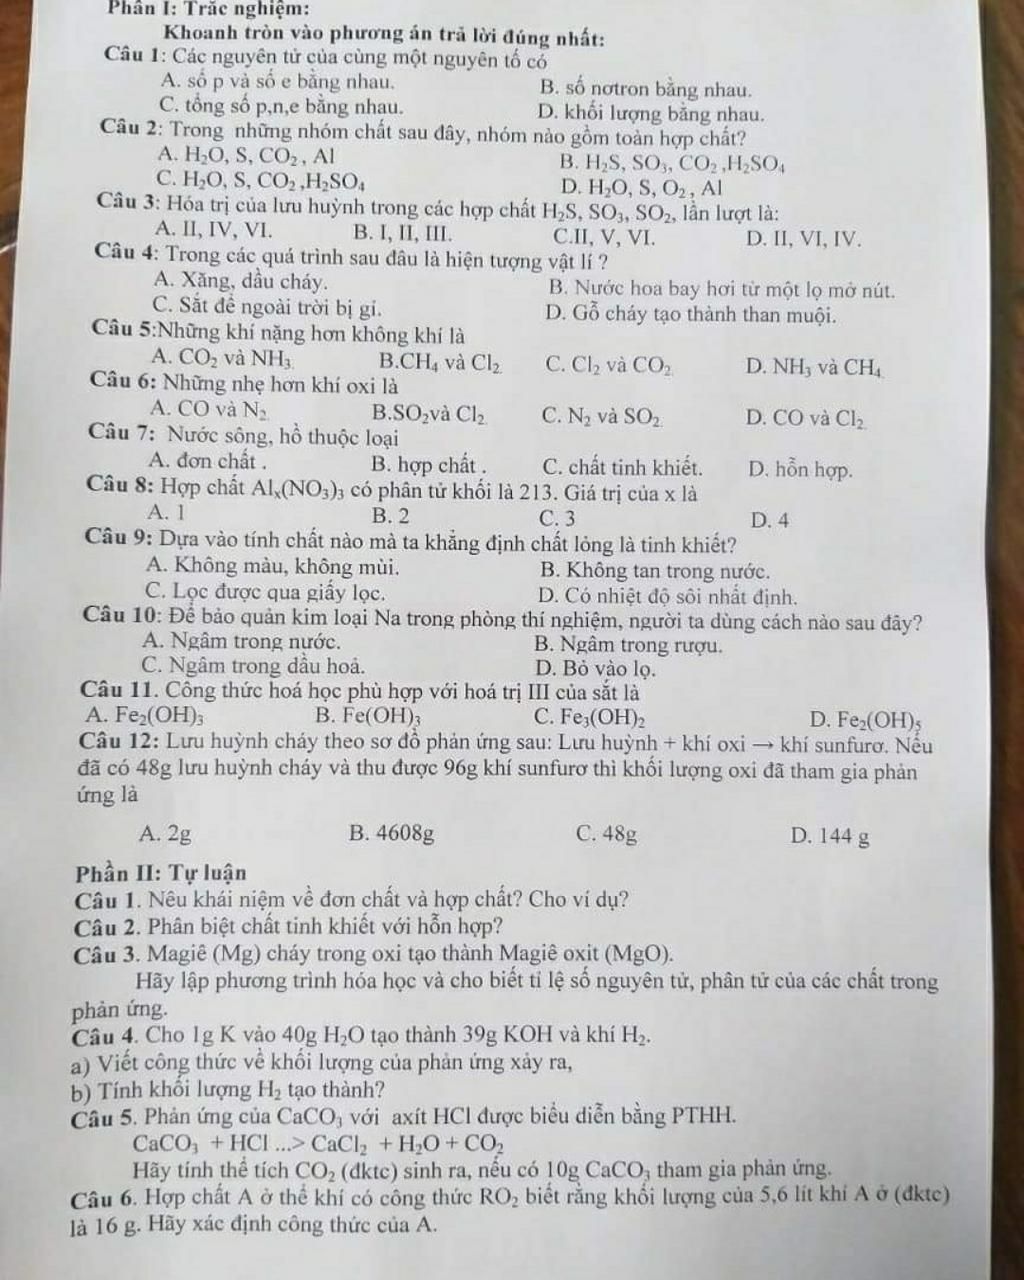 Phần I: Trắc nghiệm:
Khoanh tròn vào phương án trả lời đúng nhất:
Câu 1: Các nguyên tử của cùng một nguyên tố có
A. số p và số e bằng nhau. B. số nơtron bằng nhau.
C. tổng số p,n,e bằng nhau. D. khối lượng bằng nhau.
Câu 2: Trong những nhóm chất sau đây, nhóm nào gồm toàn hợp chất?
A. H₂O, S, CO₂ , Al B. H₂S, SO₃, CO₂ ,H₂SO₄
C. H₂O, S, CO₂ ,H₂SO₄ D. H₂O, S, O₂ , Al
Câu 3: Hóa trị của lưu huỳnh trong các hợp chất H₂S, SO₃, SO₂, lần lượt là:
A. II, IV, VI. B. I, II, III. C.II, V, VI. D. II, VI, IV.
Câu 4: Trong các quá trình sau đâu là hiện tượng vật lí ?
A. Xăng, dầu cháy. B. Nước hoa bay hơi từ một lọ mở nút.
C. Sắt để ngoài trời bị gỉ. D. Gỗ cháy tạo thành than muội.
Câu 5:Những khí nặng hơn không khí là
A. CO₂ và NH₃. B.CH₄ và Cl₂. C. Cl₂ và CO₂. D. NH₃ và CH₄.
Câu 6: Những nhẹ hơn khí oxi là
A. CO và N₂. B.SO₂và Cl₂. C. N₂ và SO₂. D. CO và Cl₂.
Câu 7: Nước sông, hồ thuộc loại
A. đơn chất . B. hợp chất . C. chất tinh khiết. D. hỗn hợp.
Câu 8: Hợp chất Alₓ(NO₃)₃ có phân tử khối là 213. Giá trị của x là
A. 1 B. 2 C. 3 D. 4
Câu 9: Dựa vào tính chất nào mà ta khẳng định chất lỏng là tinh khiết?
A. Không màu, không mùi. B. Không tan trong nước.
C. Lọc được qua giấy lọc. D. Có nhiệt độ sôi nhất định.
Câu 10: Để bảo quản kim loại Na trong phòng thí nghiệm, người ta dùng cách nào sau đây?
A. Ngâm trong nước. B. Ngâm trong rượu.
C. Ngâm trong dầu hoả. D. Bỏ vào lọ.
Câu 11. Công thức hoá học phù hợp với hoá trị III của sắt là
A. Fe₂(OH)₃ B. Fe(OH)₃ C. Fe₃(OH)₂ D. Fe₂(OH)₅
Câu 12: Lưu huỳnh cháy theo sơ đồ phản ứng sau: Lưu huỳnh + khí oxi → khí sunfurơ. Nếu
đã có 48g lưu huỳnh cháy và thu được 96g khí sunfurơ thì khối lượng oxi đã tham gia phản
ứng là
A. 2g B. 4608g C. 48g D. 144 g
Phần II: Tự luận
Câu 1. Nêu khái niệm về đơn chất và hợp chất? Cho ví dụ?
Câu 2. Phân biệt chất tinh khiết với hỗn hợp?
Câu 3. Magiê (Mg) cháy trong oxi tạo thành Magiê oxit (MgO).
Hãy lập phương trình hóa học và cho biết tỉ lệ số nguyên tử, phân tử của các chất trong
phản ứng.
Câu 4. Cho 1g K vào 40g H₂O tạo thành 39g KOH và khí H₂.
a) Viết công thức về khối lượng của phản ứng xảy ra,
b) Tính khối lượng H₂ tạo thành?
Câu 5. Phản ứng của CaCO₃ với axít HCl được biểu diễn bằng PTHH.
CaCO₃ + HCl ...> CaCl₂ + H₂O + CO₂
Hãy tính thể tích CO₂ (đktc) sinh ra, nếu có 10g CaCO₃ tham gia phản ứng.
Câu 6. Hợp chất A ở thể khí có công thức RO₂ biết rằng khối lượng của 5,6 lít khí A ở (đktc)
là 16 g. Hãy xác định công thức của A.